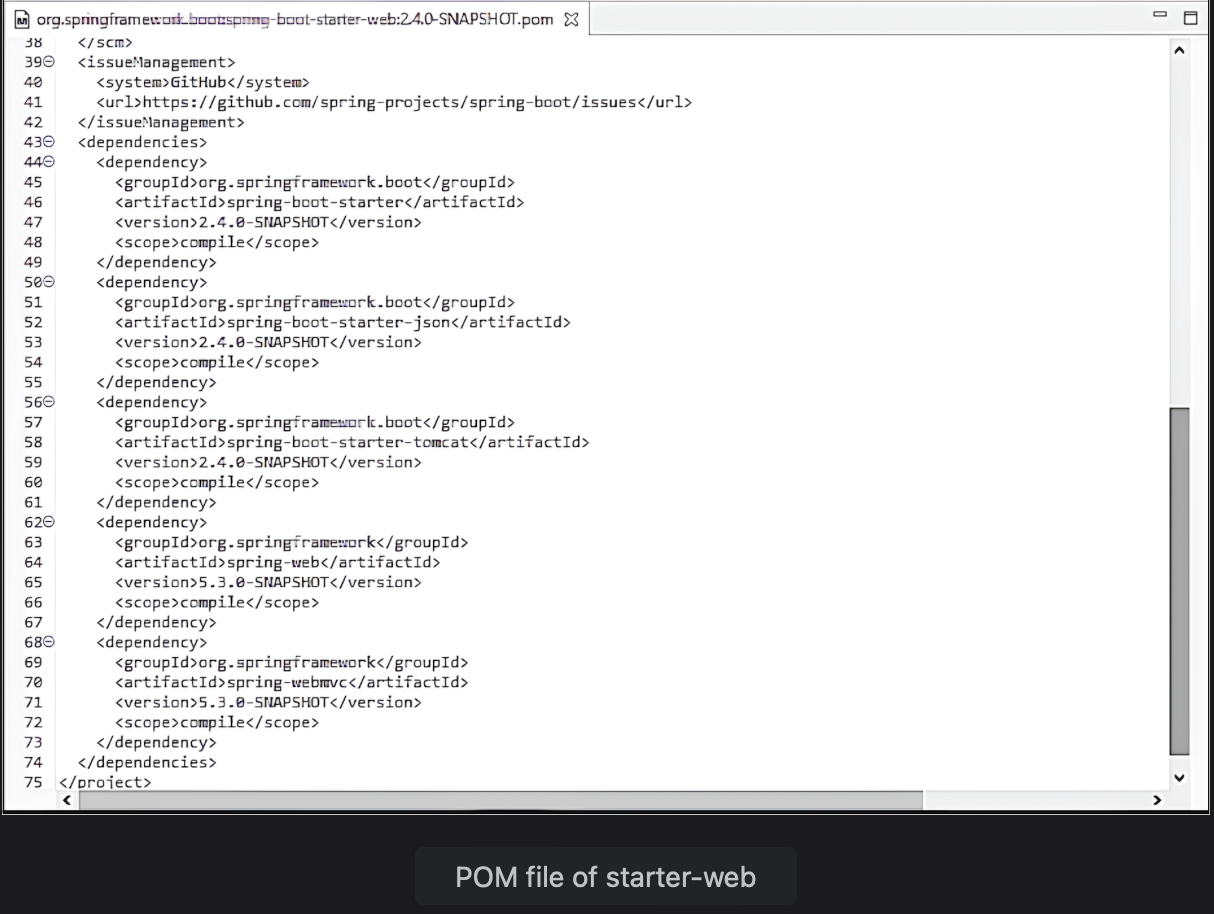 org.springframework.boot:spring-boot-starter-web:2.4.0-SNAPSHOT.pom
38 </scm>
39 <issueManagement>
40 <system>GitHub</system>
41 <url>https://github.com/spring-projects/spring-boot/issues</url>
42 </issueManagement>
43 <dependencies>
44 <dependency>
45 <groupId>org.springframework.boot</groupId>
46 <artifactId>spring-boot-starter</artifactId>
47 <version>2.4.0-SNAPSHOT</version>
48 <scope>compile</scope>
49 </dependency>
50 <dependency>
51 <groupId>org.springframework.boot</groupId>
52 <artifactId>spring-boot-starter-json</artifactId>
53 <version>2.4.0-SNAPSHOT</version>
54 <scope>compile</scope>
55 </dependency>
56 <dependency>
57 <groupId>org.springframework.boot</groupId>
58 <artifactId>spring-boot-starter-tomcat</artifactId>
59 <version>2.4.0-SNAPSHOT</version>
60 <scope>compile</scope>
61 </dependency>
62 <dependency>
63 <groupId>org.springframework</groupId>
64 <artifactId>spring-web</artifactId>
65 <version>5.3.0-SNAPSHOT</version>
66 <scope>compile</scope>
67 </dependency>
68 <dependency>
69 <groupId>org.springframework</groupId>
70 <artifactId>spring-webmvc</artifactId>
71 <version>5.3.0-SNAPSHOT</version>
72 <scope>compile</scope>
73 </dependency>
74 </dependencies>
75 </project>
POM file of starter-web